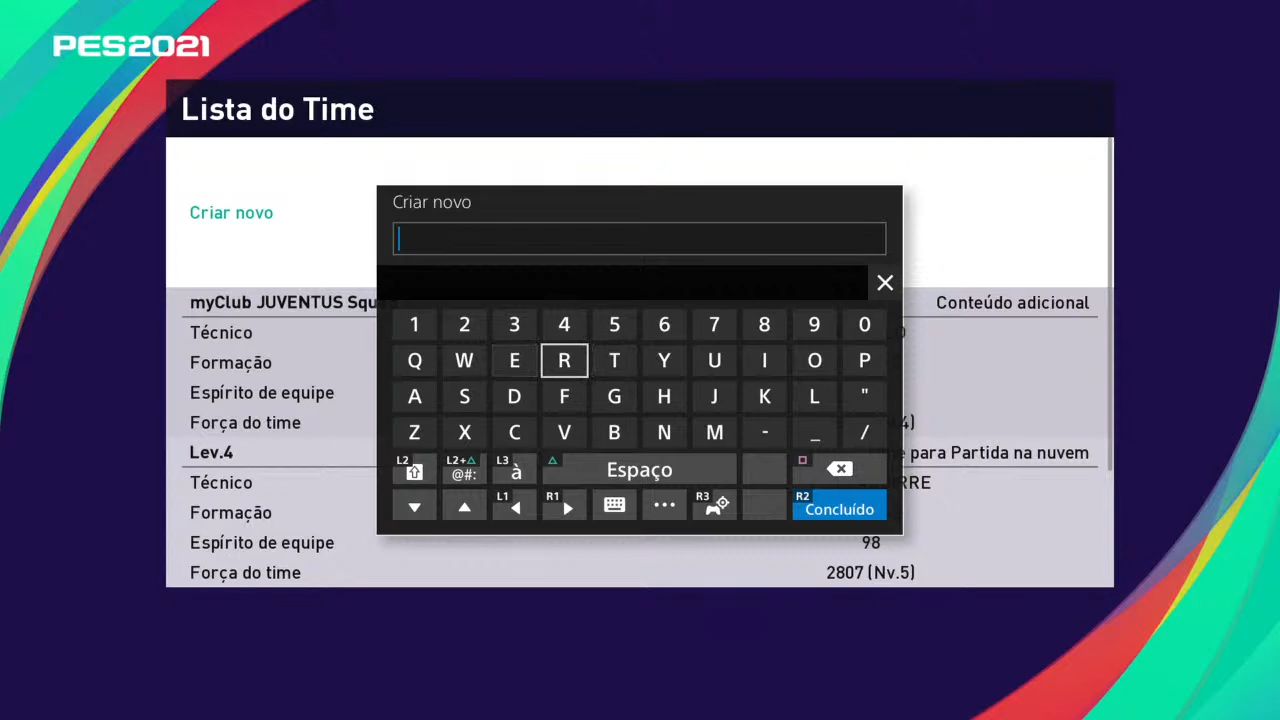 PES2021
Lista do Time
Criar novo
Criar novo
myClub JUVENTUS Squ
Conteúdo adicional
1 2 3 4 5 6 7 8 9 0
Técnico
Q W E R T Y U I O P
Formação
A S D F G H J K L "
Espírito de equipe
Força do time
4)
Z X C V B N M - _ /
Lev.4
e para Partida na nuvem
L2 L2+△ @#: L3 à △ Espaço
Técnico
IRRE
L1 R1 ... R3 R2 Concluído
Formação
Espírito de equipe
98
Força do time
2807 (Nv.5)